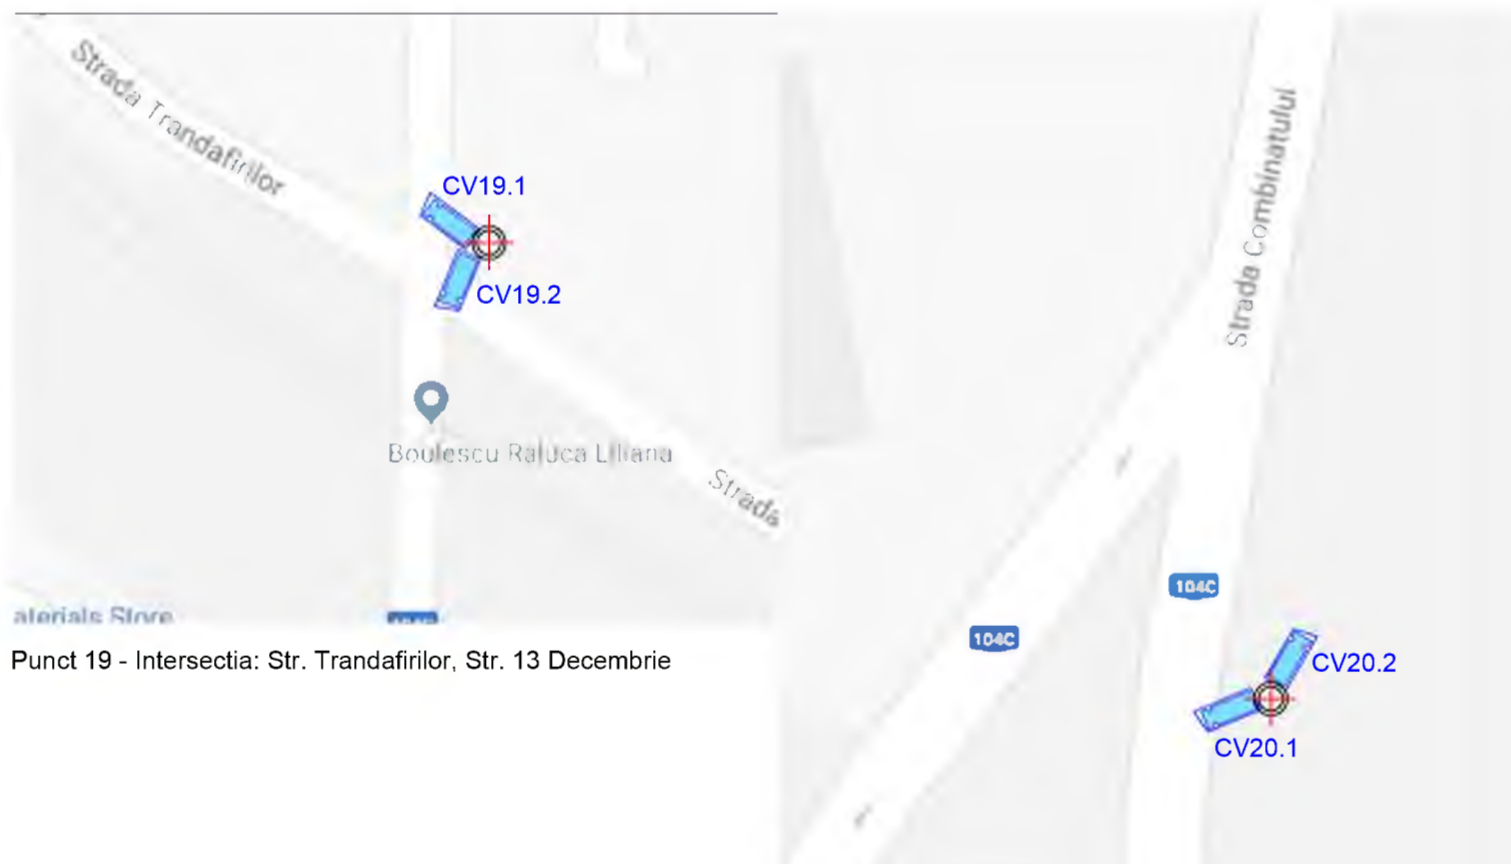 Strada Trandafirilor
CV19.1
CV19.2
Boulescu Raluca Liliana
Strada
aterials Store
Punct 19 - Intersectia: Str. Trandafirilor, Str. 13 Decembrie
Strada Combinatului
104C
104C
CV20.2
CV20.1